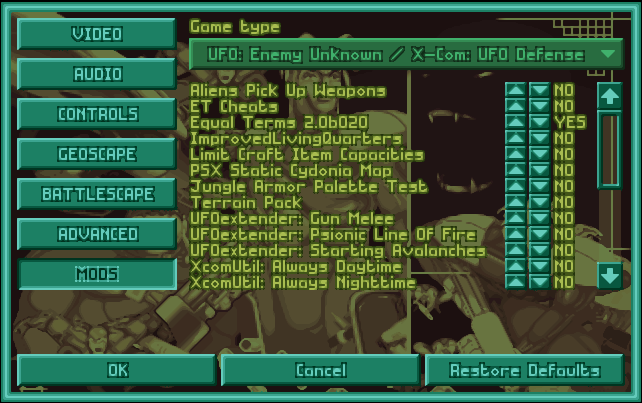 VIDEO
AUDIO
CONTROLS
GEOSCAPE
BATTLESCAPE
ADVANCED
MODS
Game type
UFO: Enemy Unknown / X-Com: UFO Defense
Aliens Pick Up Weapons NO
ET Cheats NO
Equal Terms 2.0b020 YES
ImprovedLivingQuarters NO
Limit Craft Item Capacities NO
PSX Static Cydonia Map NO
Jungle Armor Palette Test NO
Terrain Pack NO
UFOextender: Gun Melee NO
UFOextender: Psionic Line Of Fire NO
UFOextender: Starting Avalanches NO
XcomUtil: Always Daytime NO
XcomUtil: Always Nighttime NO
OK
Cancel
Restore Defaults